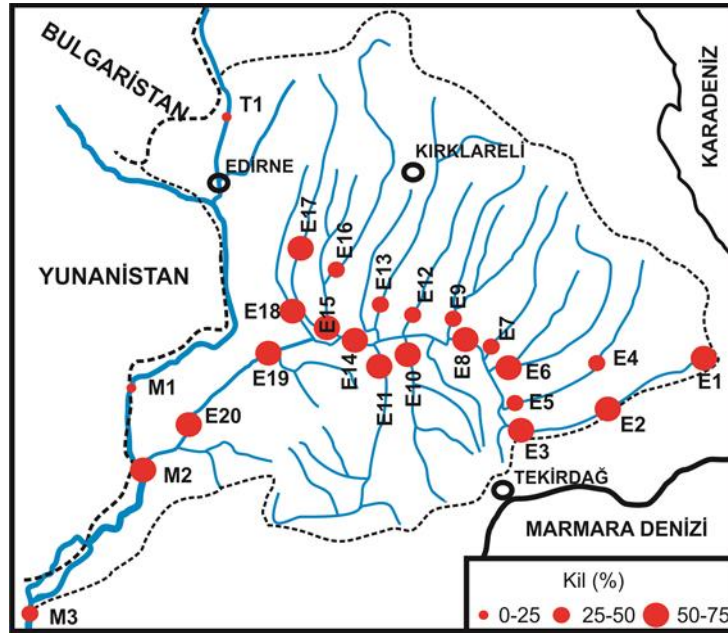 BULGARİSTAN
KARADENİZ
T1
KIRKLARELİ
EDİRNE
E17
E16
YUNANİSTAN
E13
E12
E9
E18
E15
E7
E14
E8
E19
E11
E10
E6
E4
E1
M1
E5
E20
E2
E3
M2
TEKİRDAĞ
MARMARA DENİZİ
Kil (%)
0-25 25-50 50-75
M3